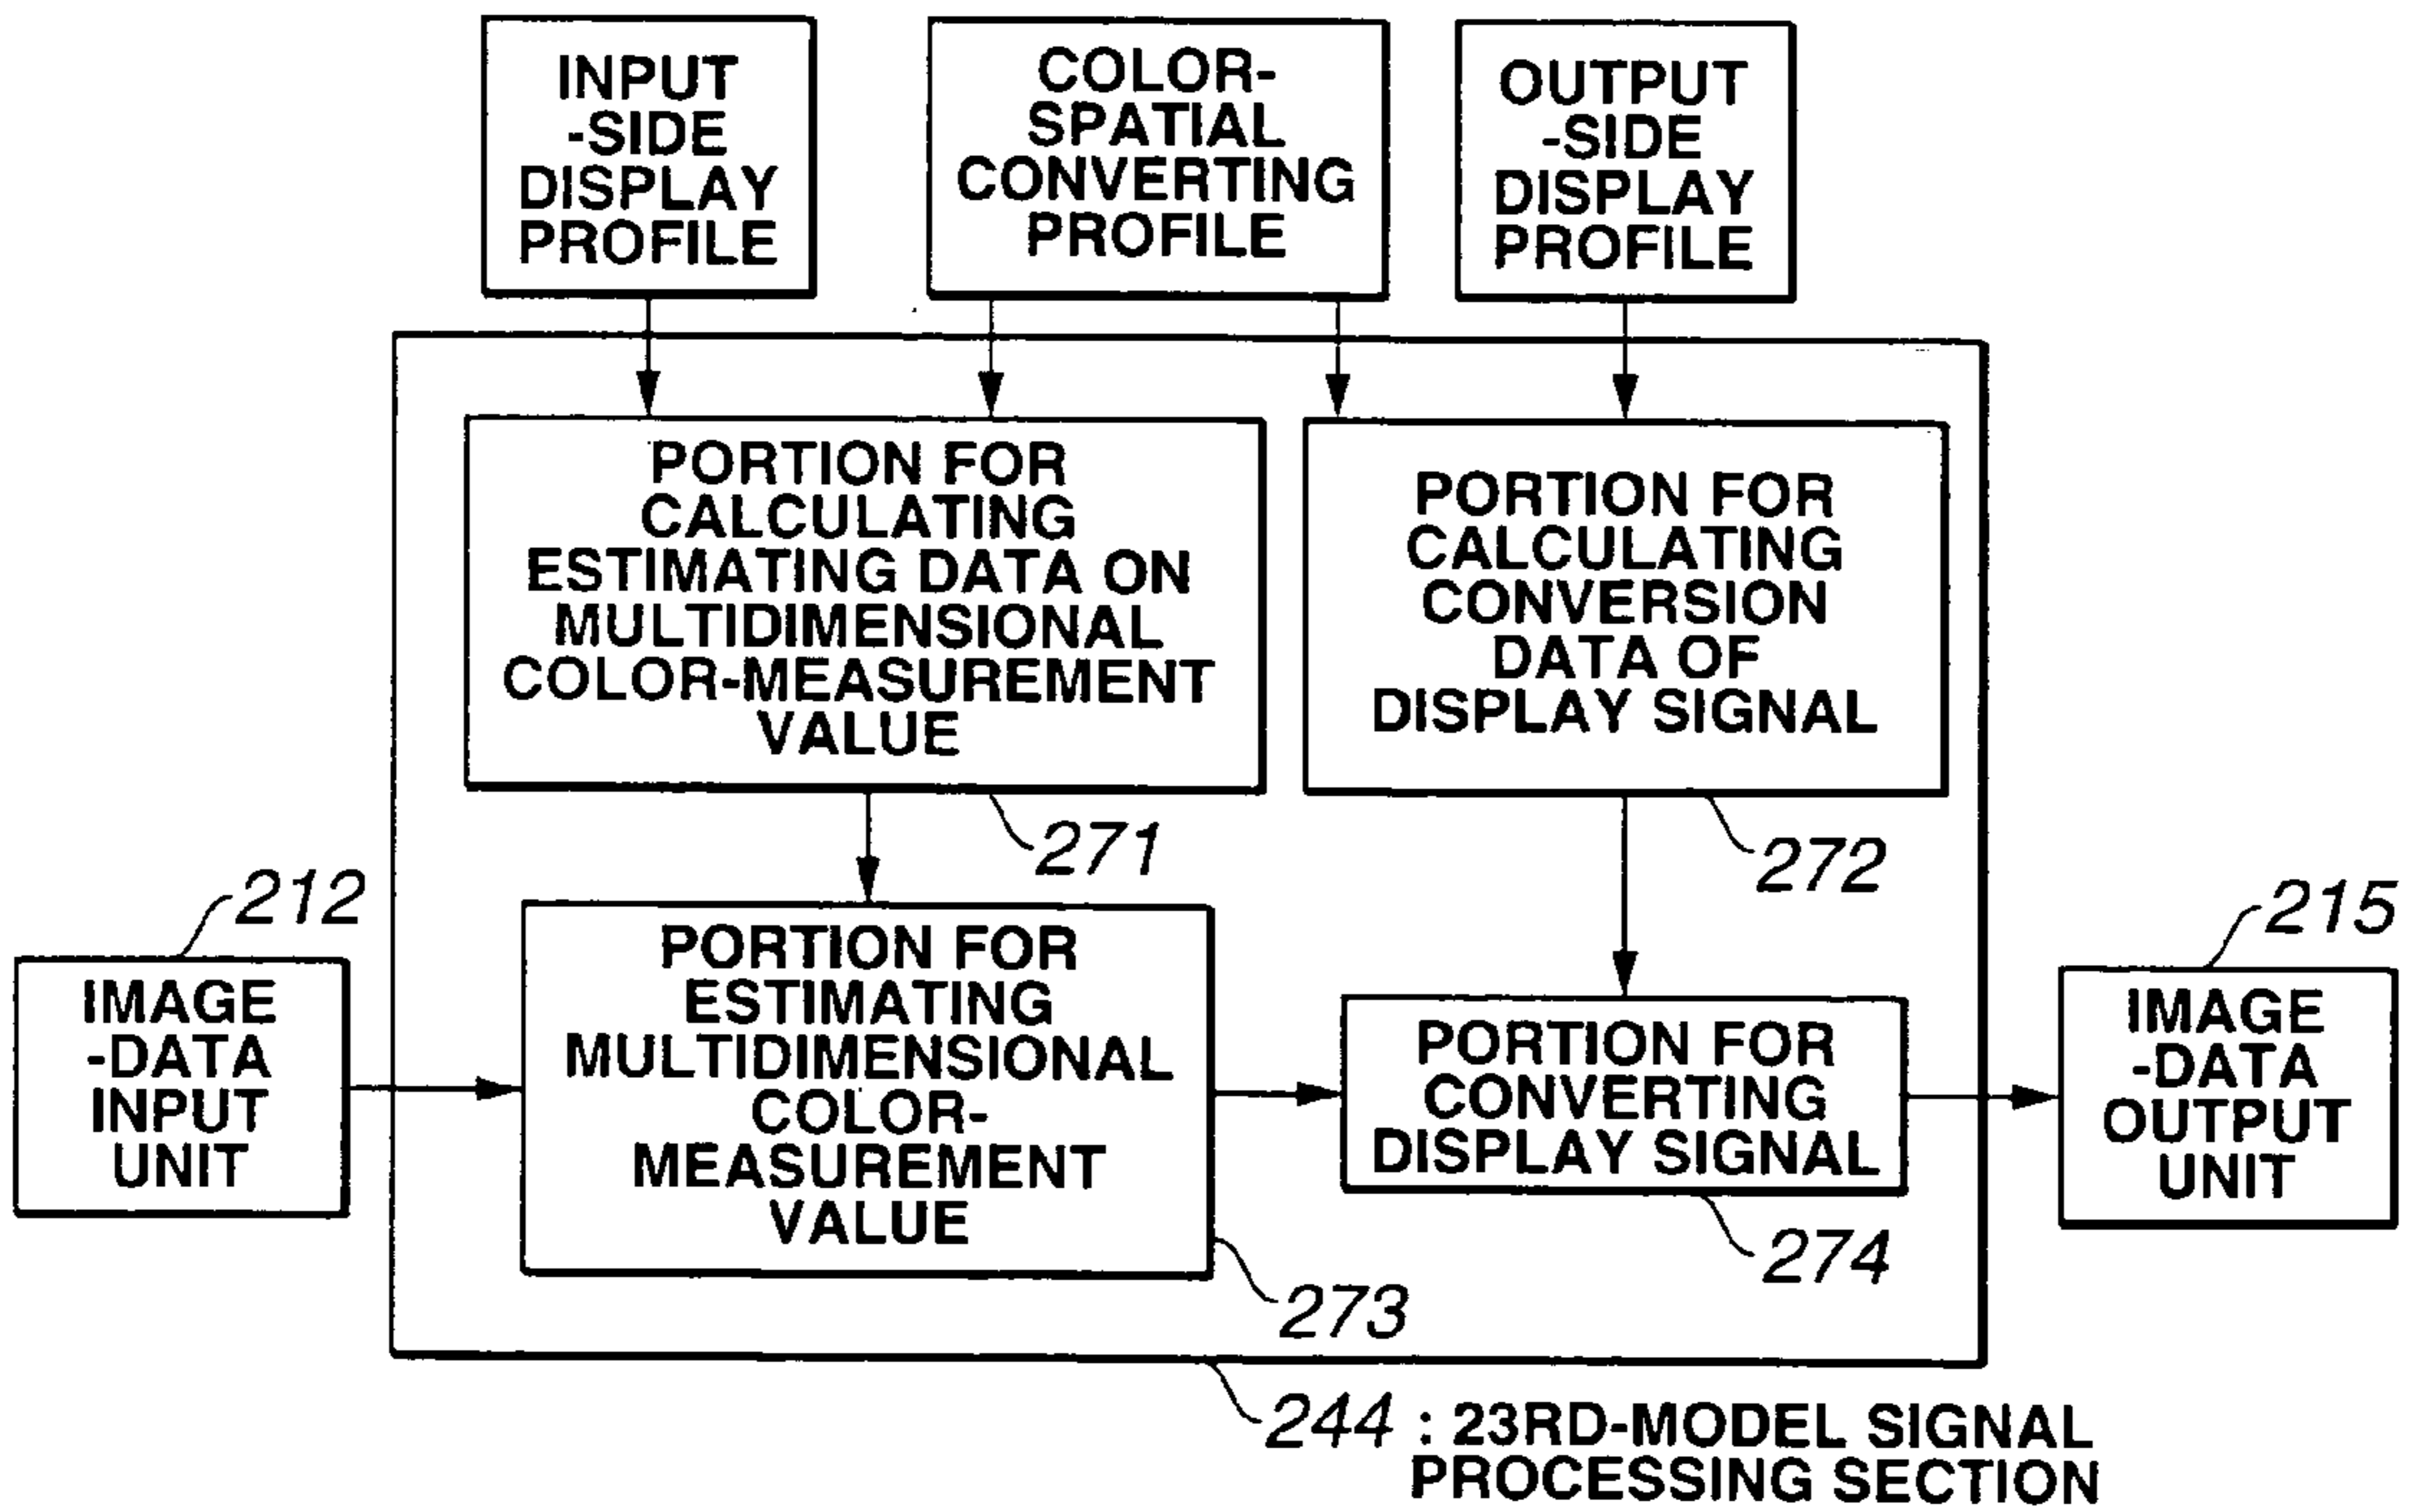 INPUT
-SIDE
DISPLAY
PROFILE
COLOR-
SPATIAL
CONVERTING
PROFILE
OUTPUT
-SIDE
DISPLAY
PROFILE
PORTION FOR
CALCULATING
ESTIMATING DATA ON
MULTIDIMENSIONAL
COLOR-MEASUREMENT
VALUE
271
PORTION FOR
CALCULATING
CONVERSION
DATA OF
DISPLAY SIGNAL
272
212
IMAGE
-DATA
INPUT
UNIT
PORTION FOR
ESTIMATING
MULTIDIMENSIONAL
COLOR-
MEASUREMENT
VALUE
273
PORTION FOR
CONVERTING
DISPLAY SIGNAL
274
215
IMAGE
-DATA
OUTPUT
UNIT
244 : 23RD-MODEL SIGNAL
PROCESSING SECTION